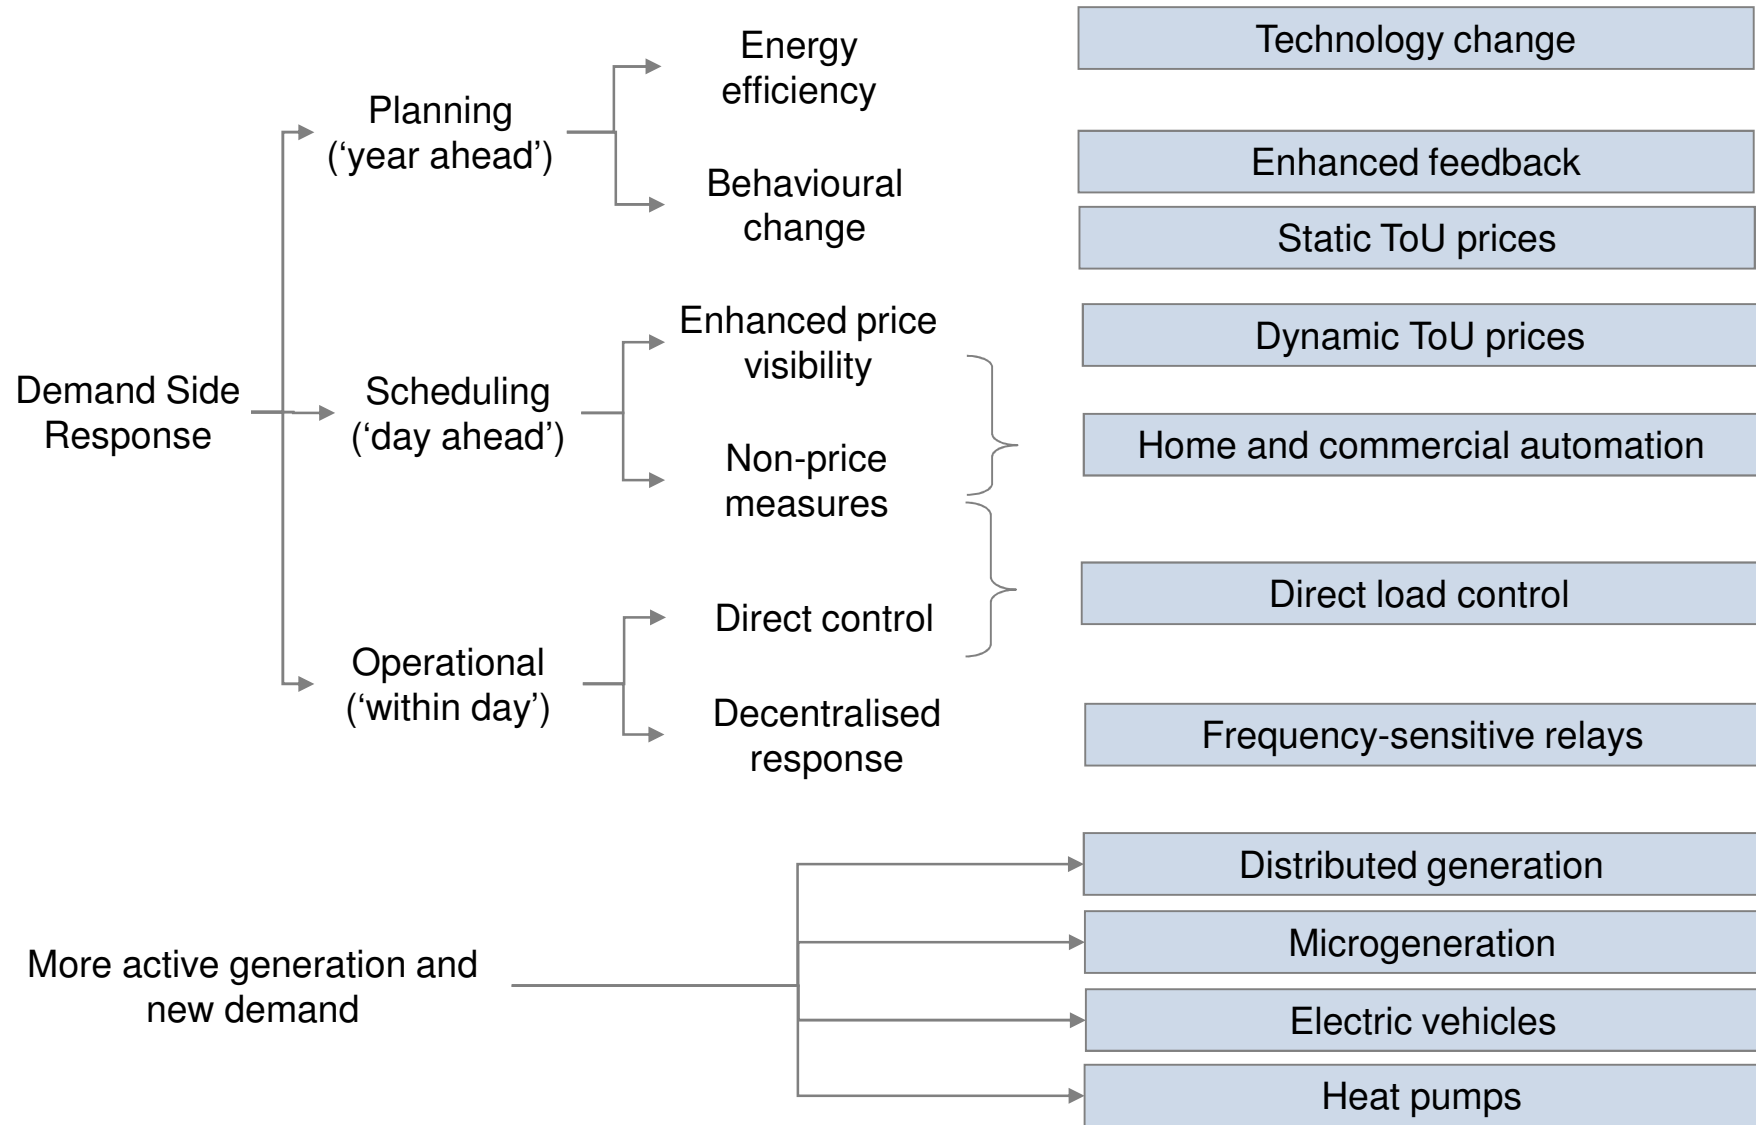 Demand Side
Response
Planning
(‘year ahead’)
Energy
efficiency
Technology change
Behavioural
change
Enhanced feedback
Static ToU prices
Scheduling
(‘day ahead’)
Enhanced price
visibility
Dynamic ToU prices
Non-price
measures
Home and commercial automation
Operational
(‘within day’)
Direct control
Direct load control
Decentralised
response
Frequency-sensitive relays
More active generation and
new demand
Distributed generation
Microgeneration
Electric vehicles
Heat pumps